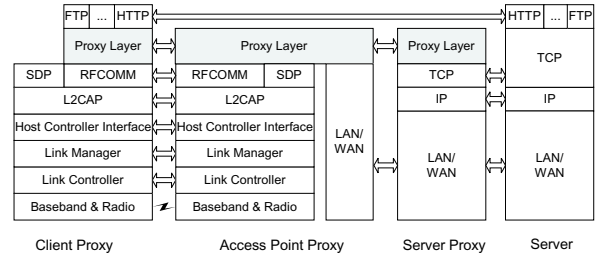 FTP ... HTTP HTTP ... FTP
Proxy Layer Proxy Layer Proxy Layer TCP
SDP RFCOMM RFCOMM SDP LAN/ WAN TCP
L2CAP L2CAP IP IP
Host Controller Interface Host Controller Interface LAN/ WAN LAN/ WAN
Link Manager Link Manager
Link Controller Link Controller
Baseband & Radio Baseband & Radio
Client Proxy Access Point Proxy Server Proxy Server